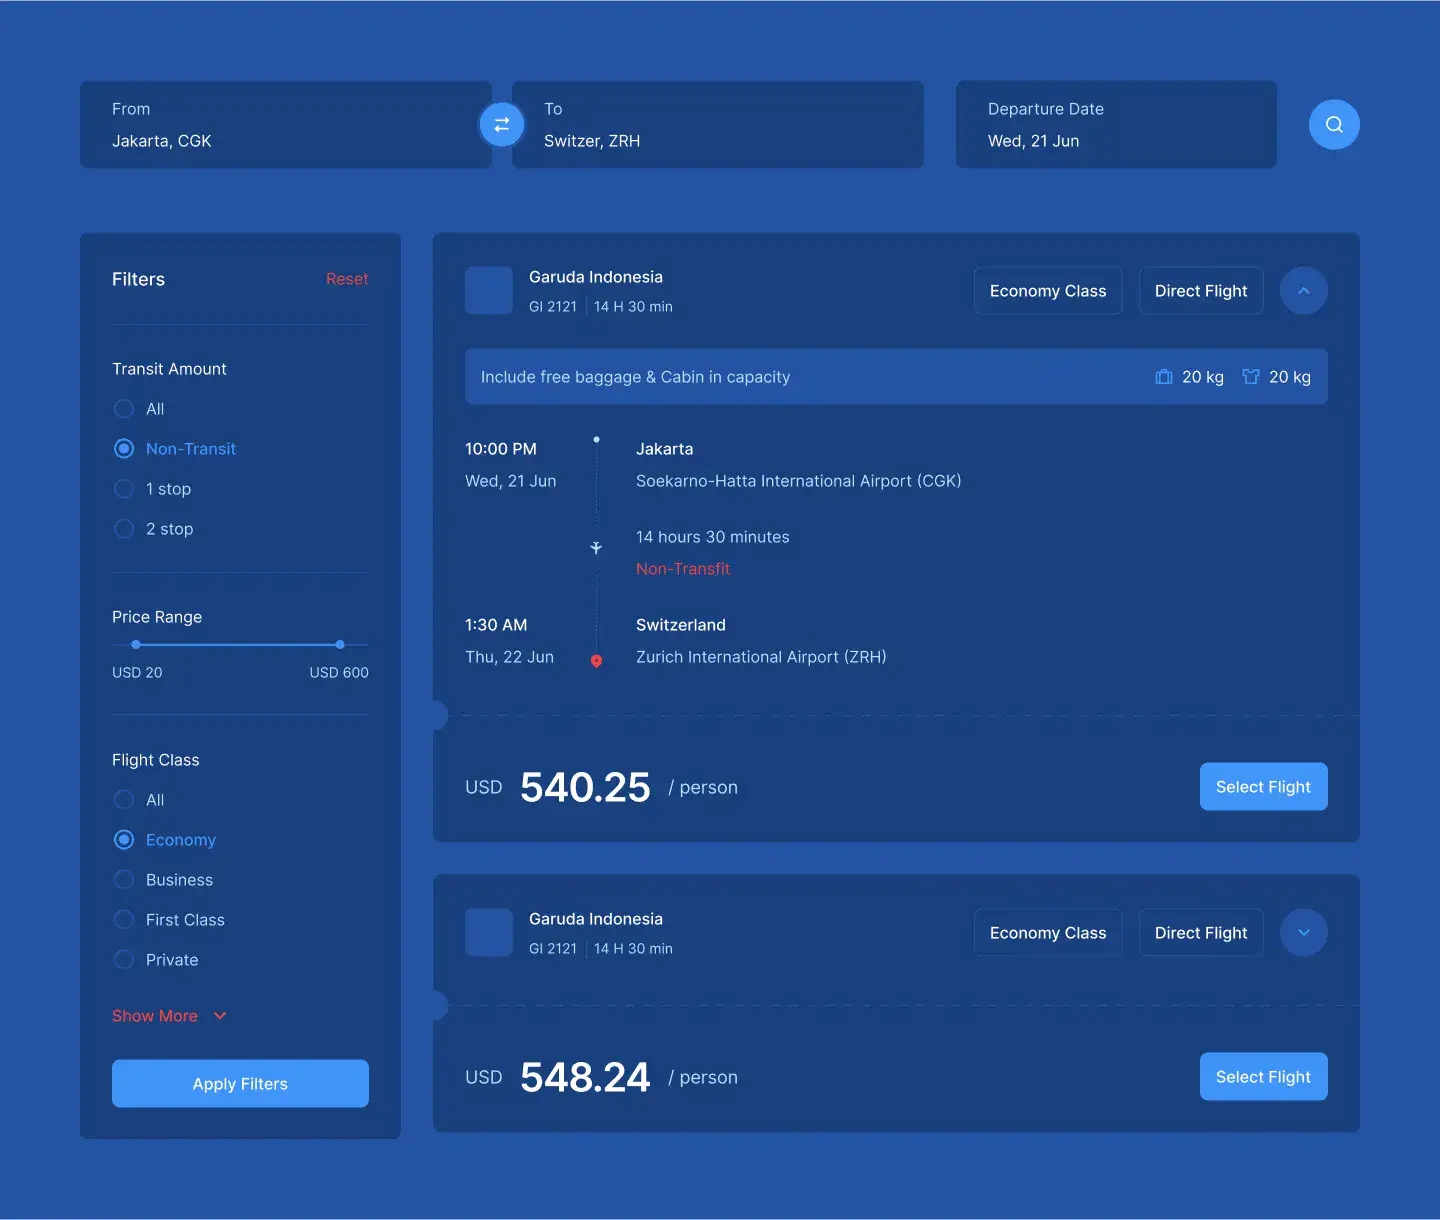 From
Jakarta, CGK
To
Switzer, ZRH
Departure Date
Wed, 21 Jun
Filters
Reset
Transit Amount
All
Non-Transit
1 stop
2 stop
Price Range
USD 20
USD 600
Flight Class
All
Economy
Business
First Class
Private
Show More
Apply Filters
Garuda Indonesia
GI 2121 14 H 30 min
Economy Class
Direct Flight
Include free baggage & Cabin in capacity
20 kg
20 kg
10:00 PM
Wed, 21 Jun
Jakarta
Soekarno-Hatta International Airport (CGK)
14 hours 30 minutes
Non-Transfit
1:30 AM
Thu, 22 Jun
Switzerland
Zurich International Airport (ZRH)
USD 540.25 / person
Select Flight
Garuda Indonesia
GI 2121 14 H 30 min
Economy Class
Direct Flight
USD 548.24 / person
Select Flight